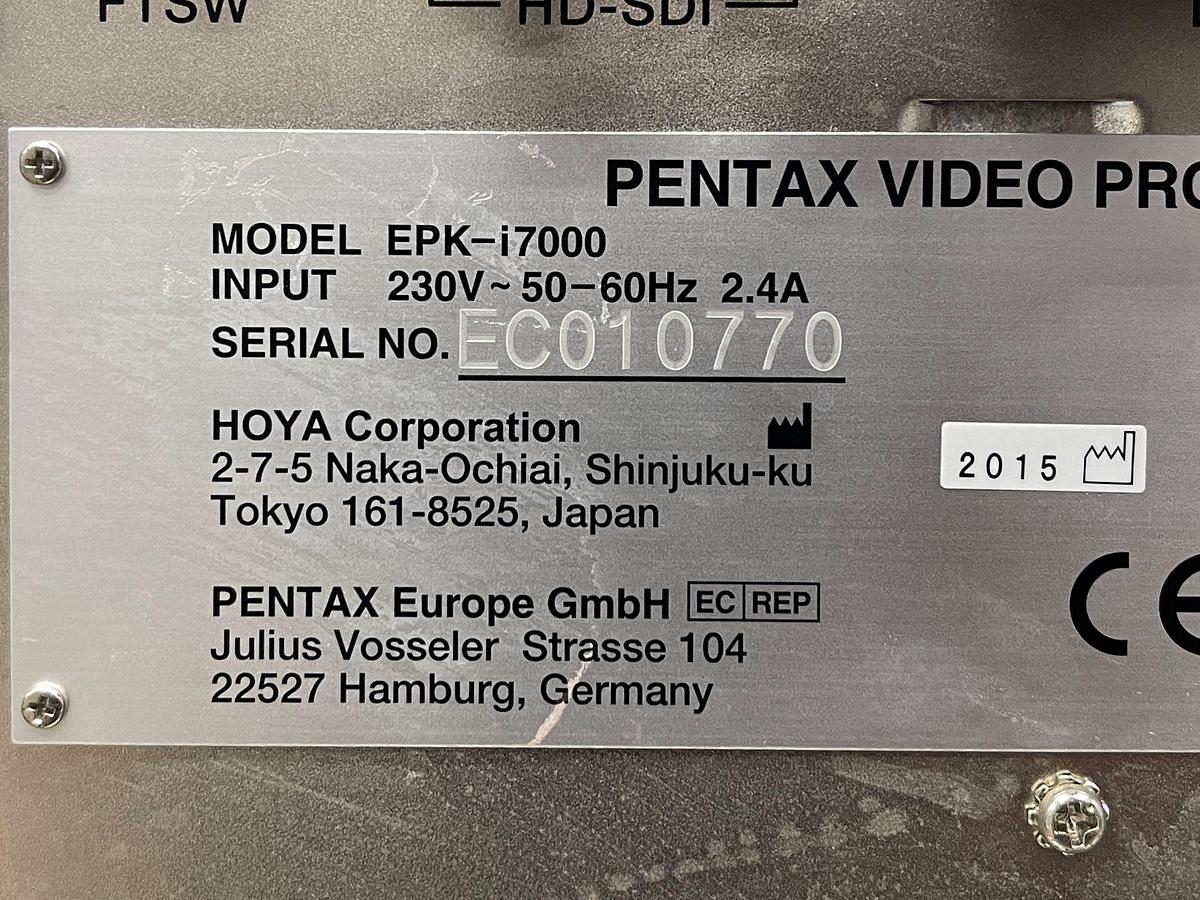 FTSW HD-SDI
PENTAX VIDEO
MODEL EPK-i7000
INPUT 230V~50-60Hz 2.4A
SERIAL NO. EC010770
HOYA Corporation
2-7-5 Naka-Ochiai, Shinjuku-ku
Tokyo 161-8525, Japan
2015
PENTAX Europe GmbH EC REP
Julius Vosseler Strasse 104
22527 Hamburg, Germany
CE